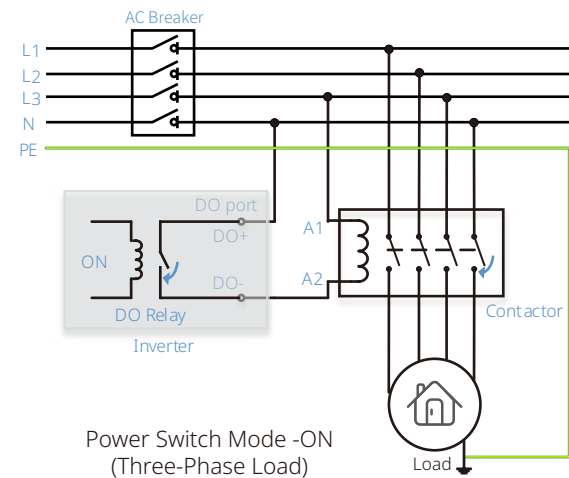 AC Breaker
L1
L2
L3
N
PE
DO port
DO+
A1
ON
DO-
A2
DO Relay
Contactor
Inverter
Power Switch Mode -ON
(Three-Phase Load)
Load